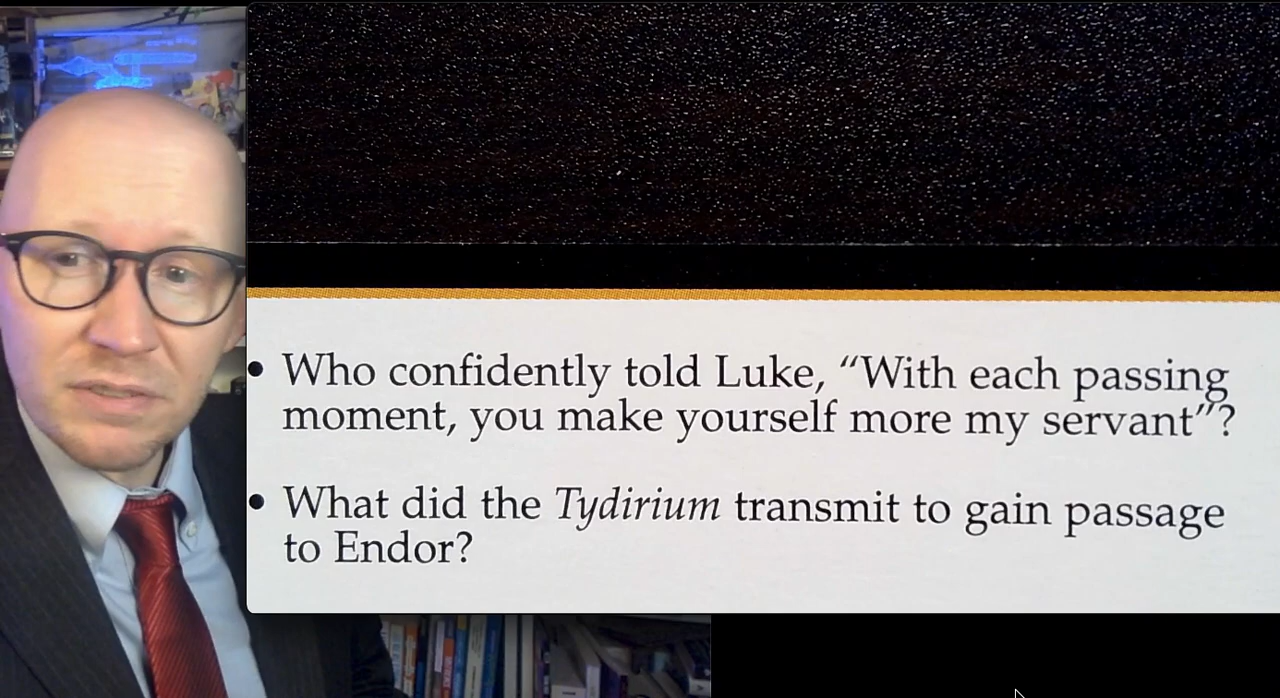 • Who confidently told Luke, “With each passing
moment, you make yourself more my servant”?
• What did the Tydirium transmit to gain passage
to Endor?